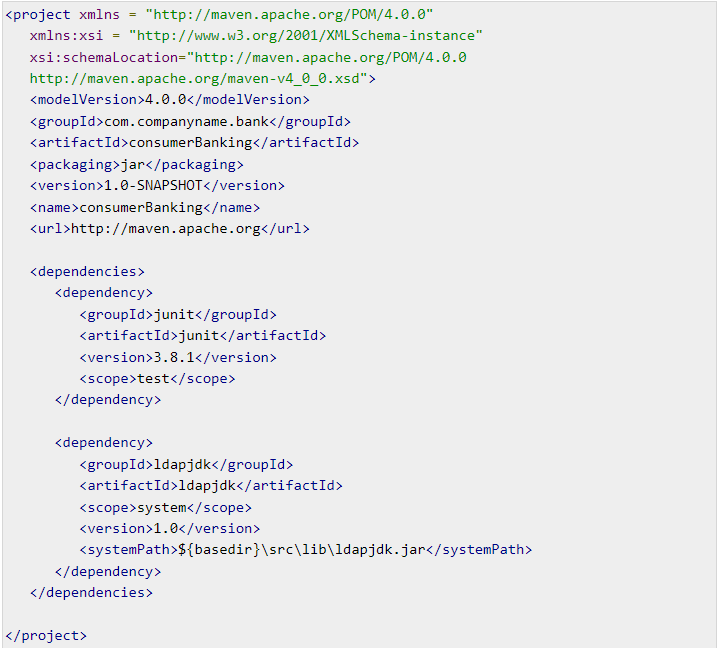 <project xmlns = "http://maven.apache.org/POM/4.0.0"
   xmlns:xsi = "http://www.w3.org/2001/XMLSchema-instance"
   xsi:schemaLocation="http://maven.apache.org/POM/4.0.0
   http://maven.apache.org/maven-v4_0_0.xsd">
   <modelVersion>4.0.0</modelVersion>
   <groupId>com.companyname.bank</groupId>
   <artifactId>consumerBanking</artifactId>
   <packaging>jar</packaging>
   <version>1.0-SNAPSHOT</version>
   <name>consumerBanking</name>
   <url>http://maven.apache.org</url>

   <dependencies>
      <dependency>
         <groupId>junit</groupId>
         <artifactId>junit</artifactId>
         <version>3.8.1</version>
         <scope>test</scope>
      </dependency>

      <dependency>
         <groupId>ldapjdk</groupId>
         <artifactId>ldapjdk</artifactId>
         <scope>system</scope>
         <version>1.0</version>
         <systemPath>${basedir}\src\lib\ldapjdk.jar</systemPath>
      </dependency>
   </dependencies>

</project>